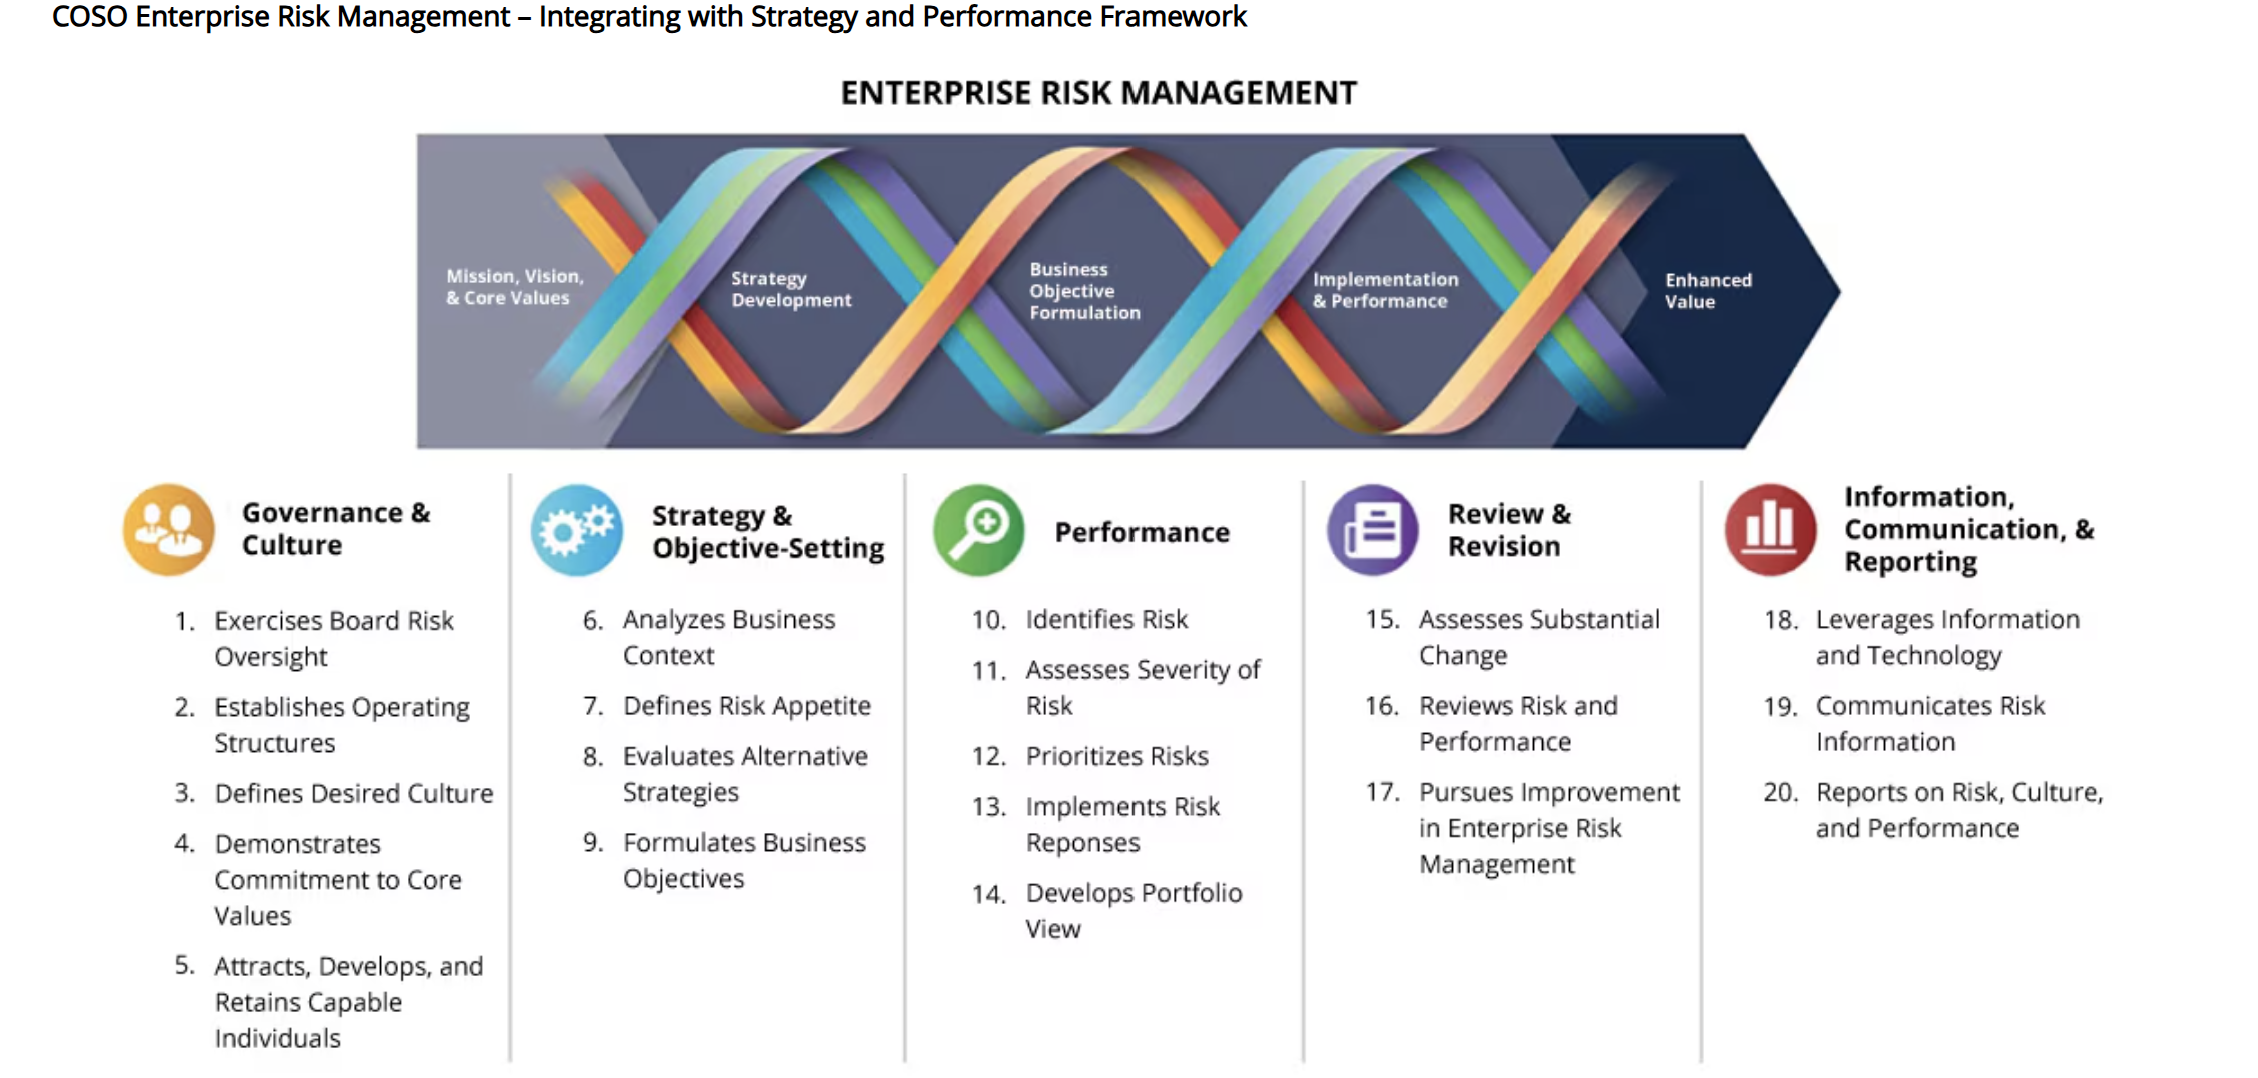 COSO Enterprise Risk Management – Integrating with Strategy and Performance Framework
ENTERPRISE RISK MANAGEMENT
Mission, Vision,
& Core Values
Strategy
Development
Business
Objective
Formulation
Implementation
& Performance
Enhanced
Value
Governance &
Culture
1. Exercises Board Risk
Oversight
2. Establishes Operating
Structures
3. Defines Desired Culture
4. Demonstrates
Commitment to Core
Values
5. Attracts, Develops, and
Retains Capable
Individuals
Strategy &
Objective-Setting
6. Analyzes Business
Context
7. Defines Risk Appetite
8. Evaluates Alternative
Strategies
9. Formulates Business
Objectives
Performance
10. Identifies Risk
11. Assesses Severity of
Risk
12. Prioritizes Risks
13. Implements Risk
Reponses
14. Develops Portfolio
View
Review &
Revision
15. Assesses Substantial
Change
16. Reviews Risk and
Performance
17. Pursues Improvement
in Enterprise Risk
Management
Information,
Communication, &
Reporting
18. Leverages Information
and Technology
19. Communicates Risk
Information
20. Reports on Risk, Culture,
and Performance